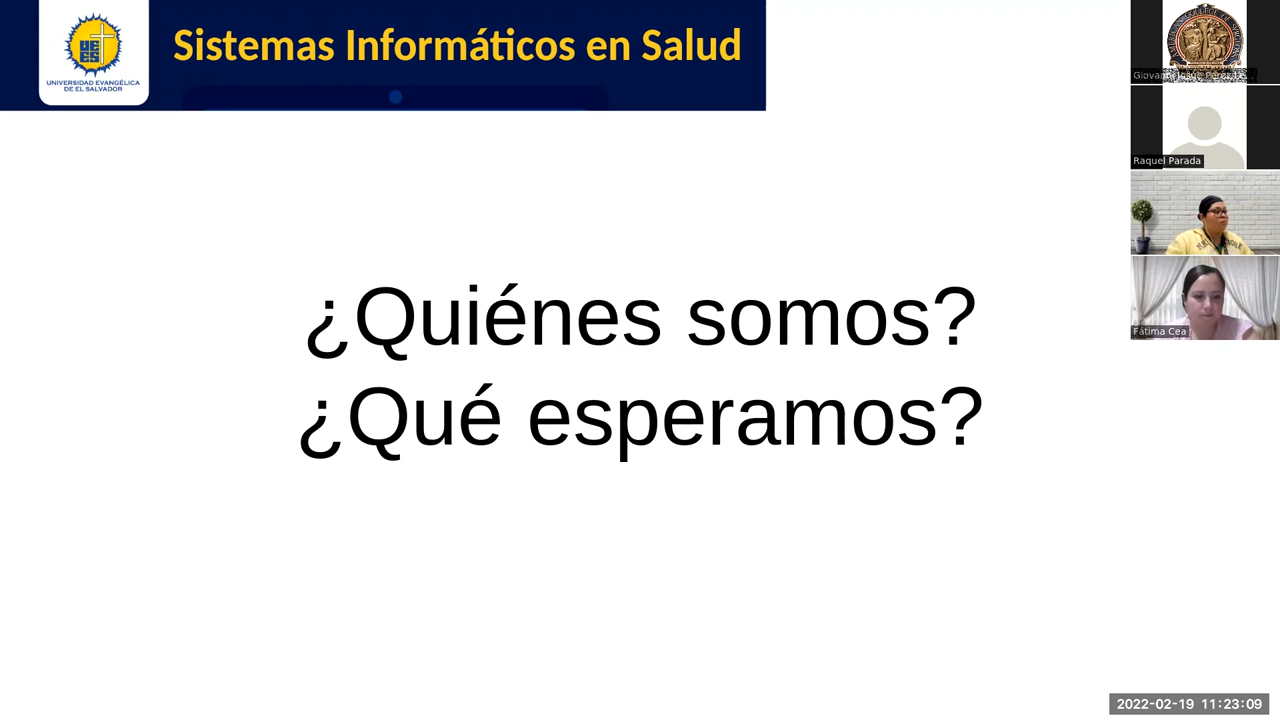 Sistemas Informáticos en Salud
UNIVERSIDAD EVANGÉLICA
DE EL SALVADOR
¿Quiénes somos?
¿Qué esperamos?
Raquel Parada
Fátima Cea
2022-02-19 11:23:09